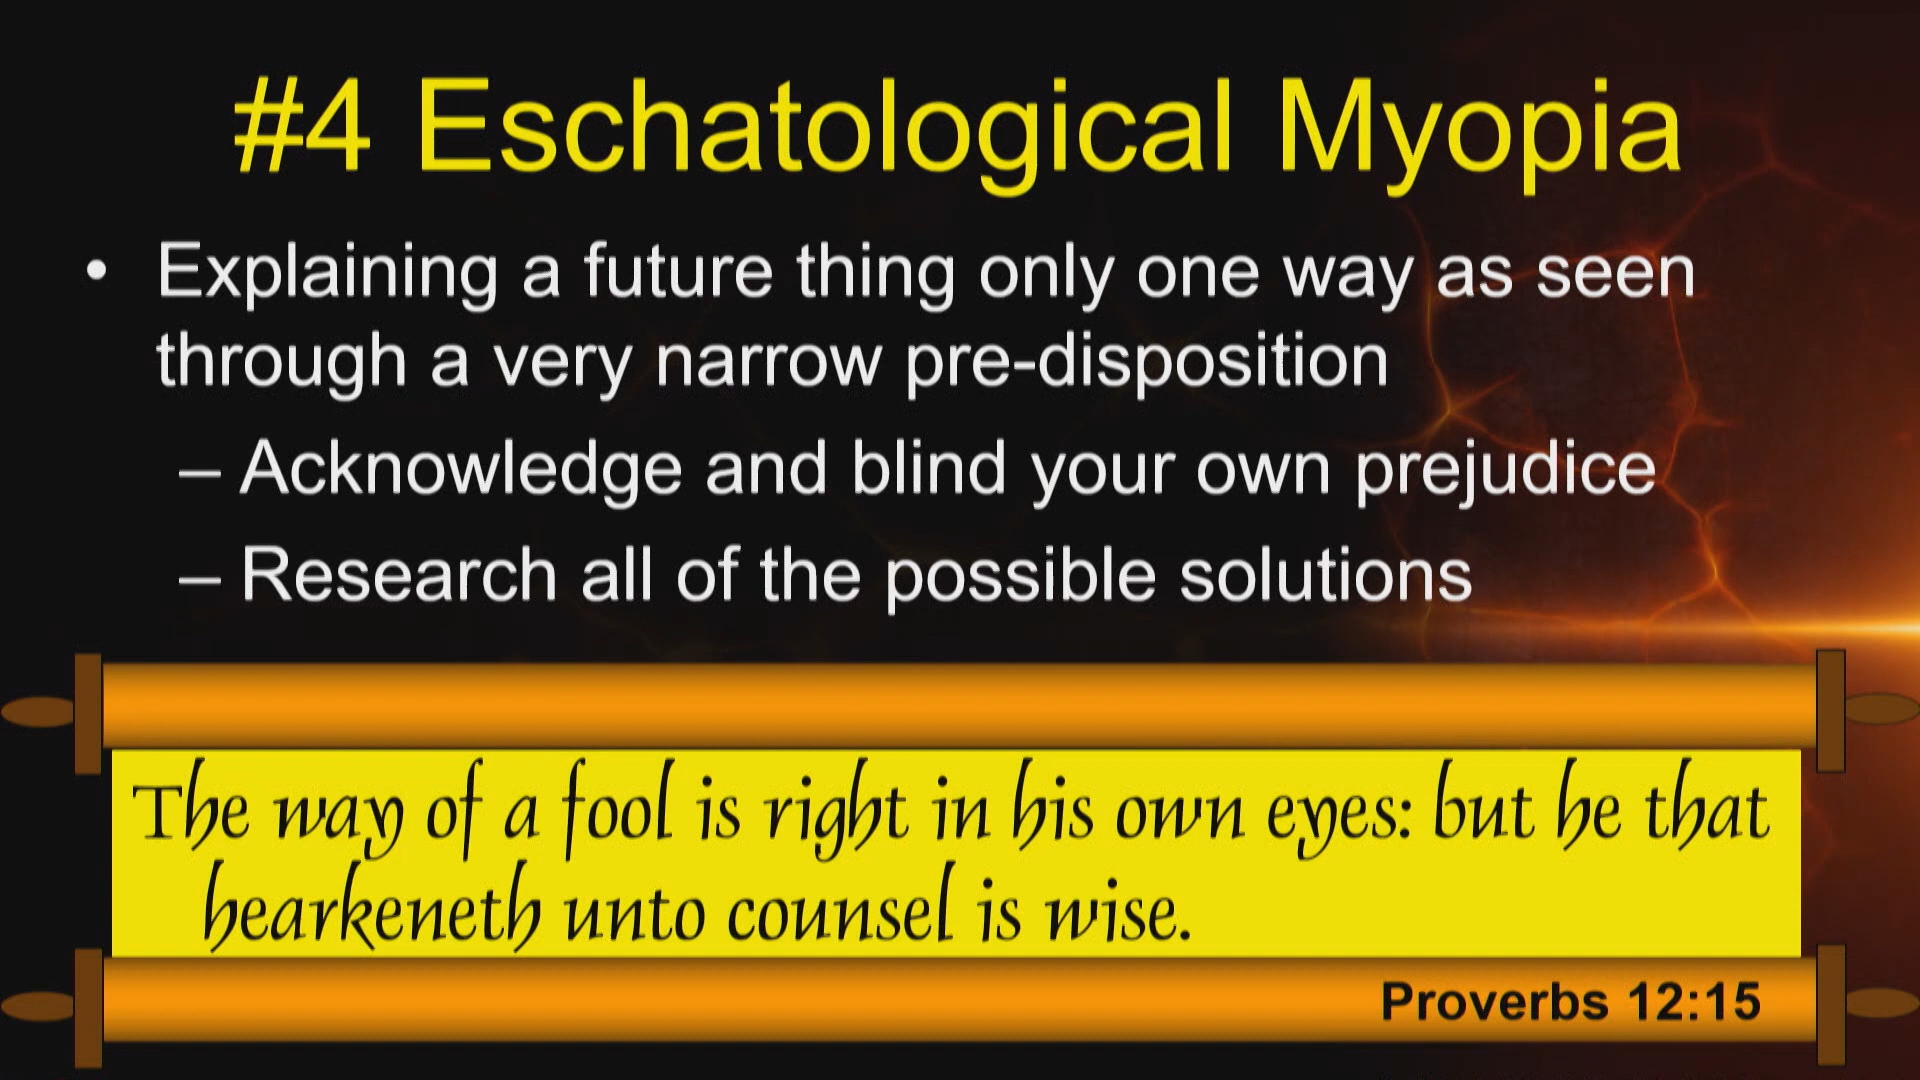 #4 Eschatological Myopia
• Explaining a future thing only one way as seen
through a very narrow pre-disposition
– Acknowledge and blind your own prejudice
– Research all of the possible solutions
The way of a fool is right in his own eyes: but he that
hearkeneth unto counsel is wise.
Proverbs 12:15